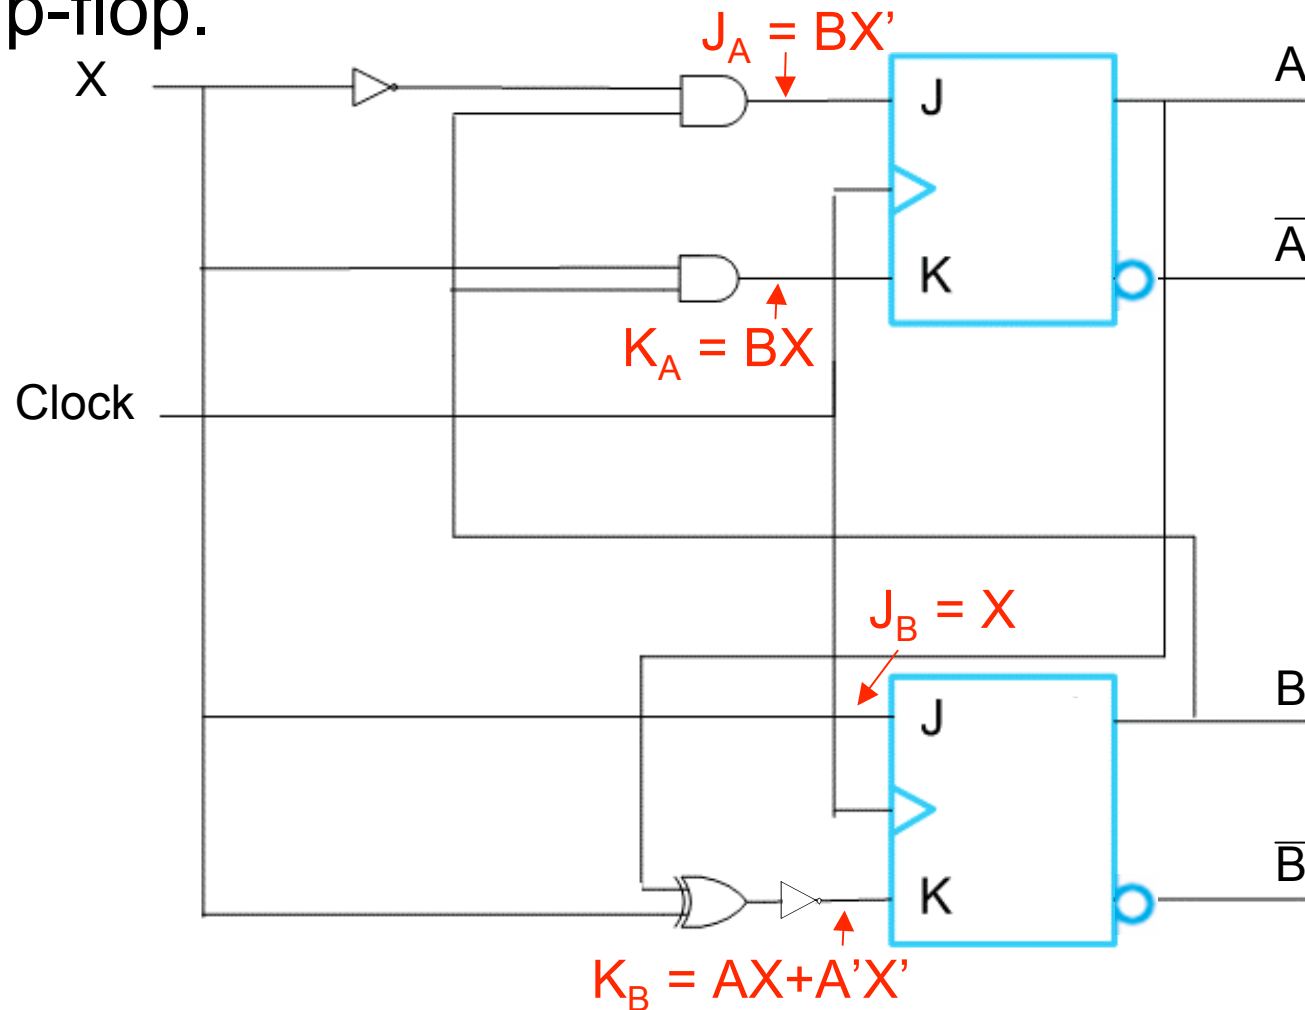 p-flop.
J_A = BX’
X
J
A
K
A̅
K_A = BX
Clock
J_B = X
J
B
K
B̅
K_B = AX+A’X’